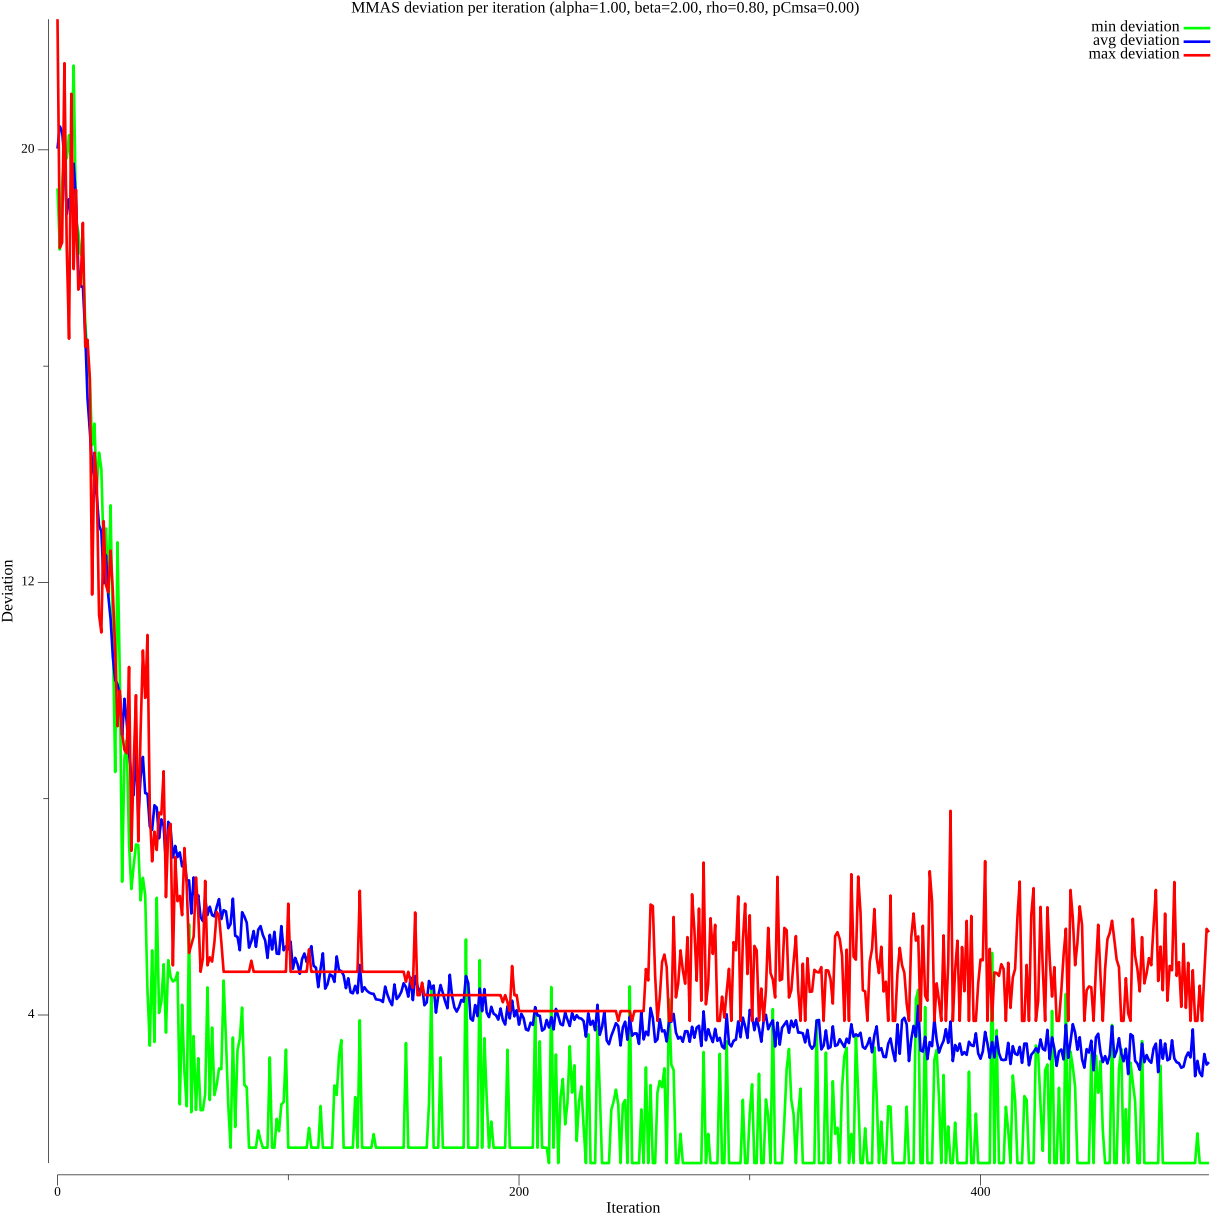 MMAS deviation per iteration (alpha=1.00, beta=2.00, rho=0.80, pCmsa=0.00)
min deviation
avg deviation
max deviation
20
12
4
Deviation
0
200
400
Iteration